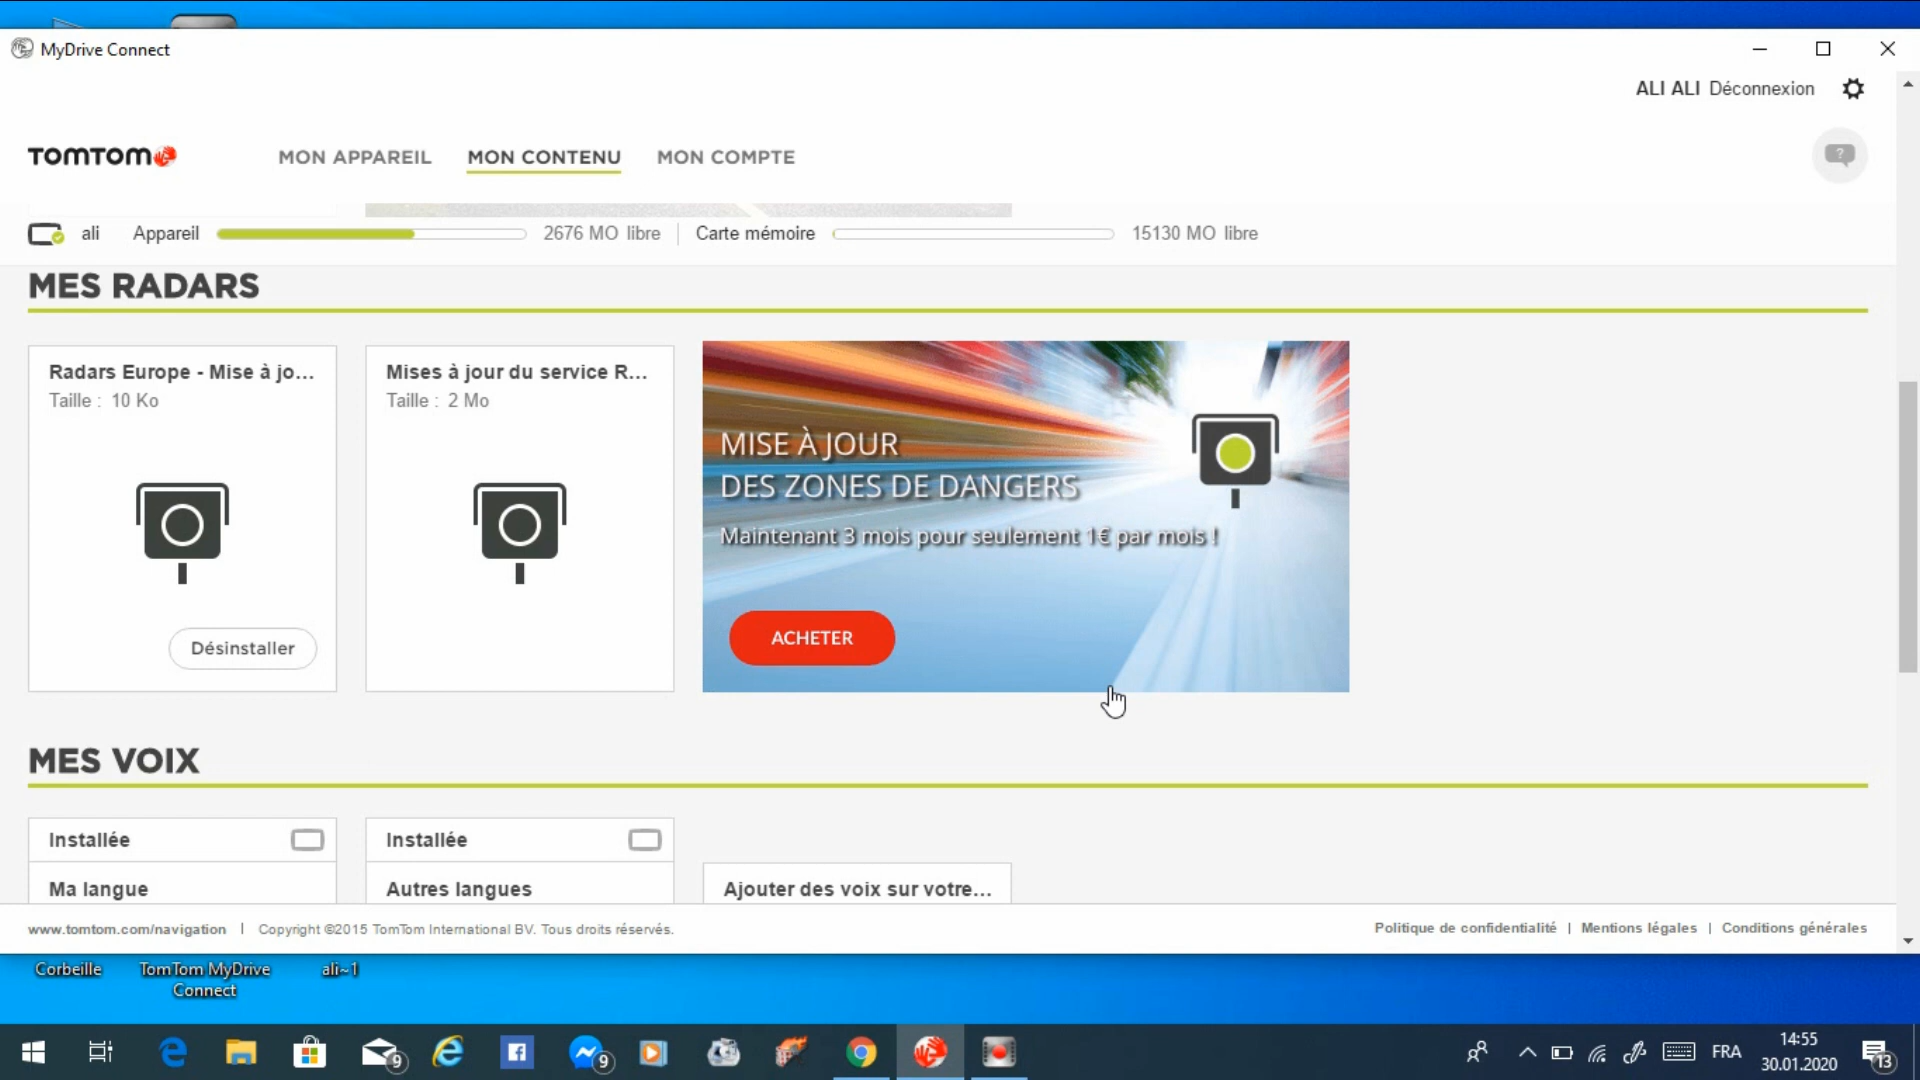 MyDrive Connect
ALI ALI Déconnexion
TOMTOM
MON APPAREIL MON CONTENU MON COMPTE
?
ali Appareil 2676 MO libre Carte mémoire 15130 MO libre
MES RADARS
Radars Europe - Mise à jo...
Taille : 10 Ko
Désinstaller
Mises à jour du service R...
Taille : 2 Mo
MISE À JOUR
DES ZONES DE DANGERS
Maintenant 3 mois pour seulement 1€ par mois !
ACHETER
MES VOIX
Installée
Ma langue
Installée
Autres langues
Ajouter des voix sur votre...
www.tomtom.com/navigation | Copyright ©2015 TomTom International BV. Tous droits réservés.
Politique de confidentialité | Mentions légales | Conditions générales
Corbeille
TomTom MyDrive
Connect
ali~1
9
9
FRA
14:55
30.01.2020
13